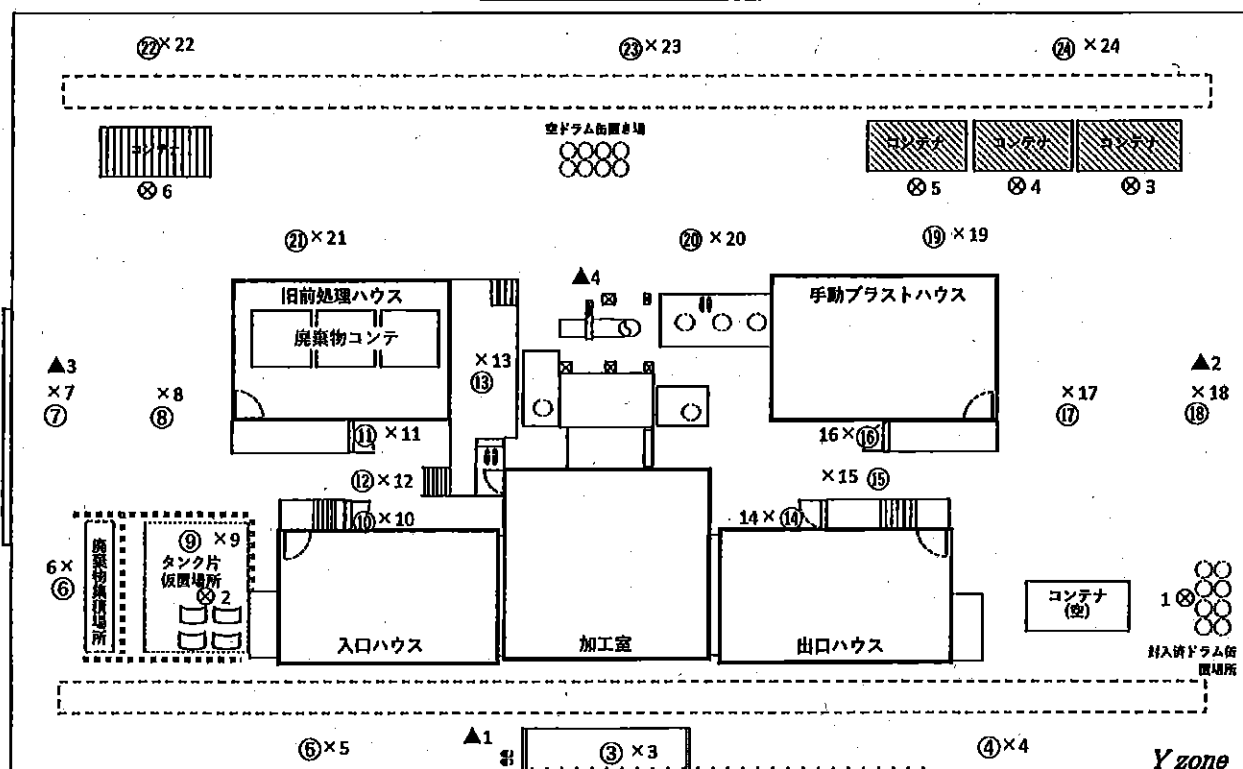 ㉒×22 ㉓×23 ㉔×24
空ドラム缶置き場
コンテナ コンテナ コンテナ コンテナ
⊗6 ⊗5 ⊗4 ⊗3
㉑×21 ⑳×20 ⑲×19
▲4
旧前処理ハウス 手動ブラストハウス
廃棄物コンテ
▲3 ×13 ▲2
×7 ×8 ⑬ ×17 ×18
⑦ ⑧ ⑰ ⑱
⑪×11 16×⑯
⑫×12 ×15 ⑮
⑩×10 14×⑭
⑨ ×9
6× タンク片
⑥ 仮置場所
廃棄物集積場所
⊗2 コンテナ 1⊗
(空)
入口ハウス 加工室 出口ハウス
封入済ドラム缶
置場所
▲1
⑤×5 ③×3 ④×4
Y zone